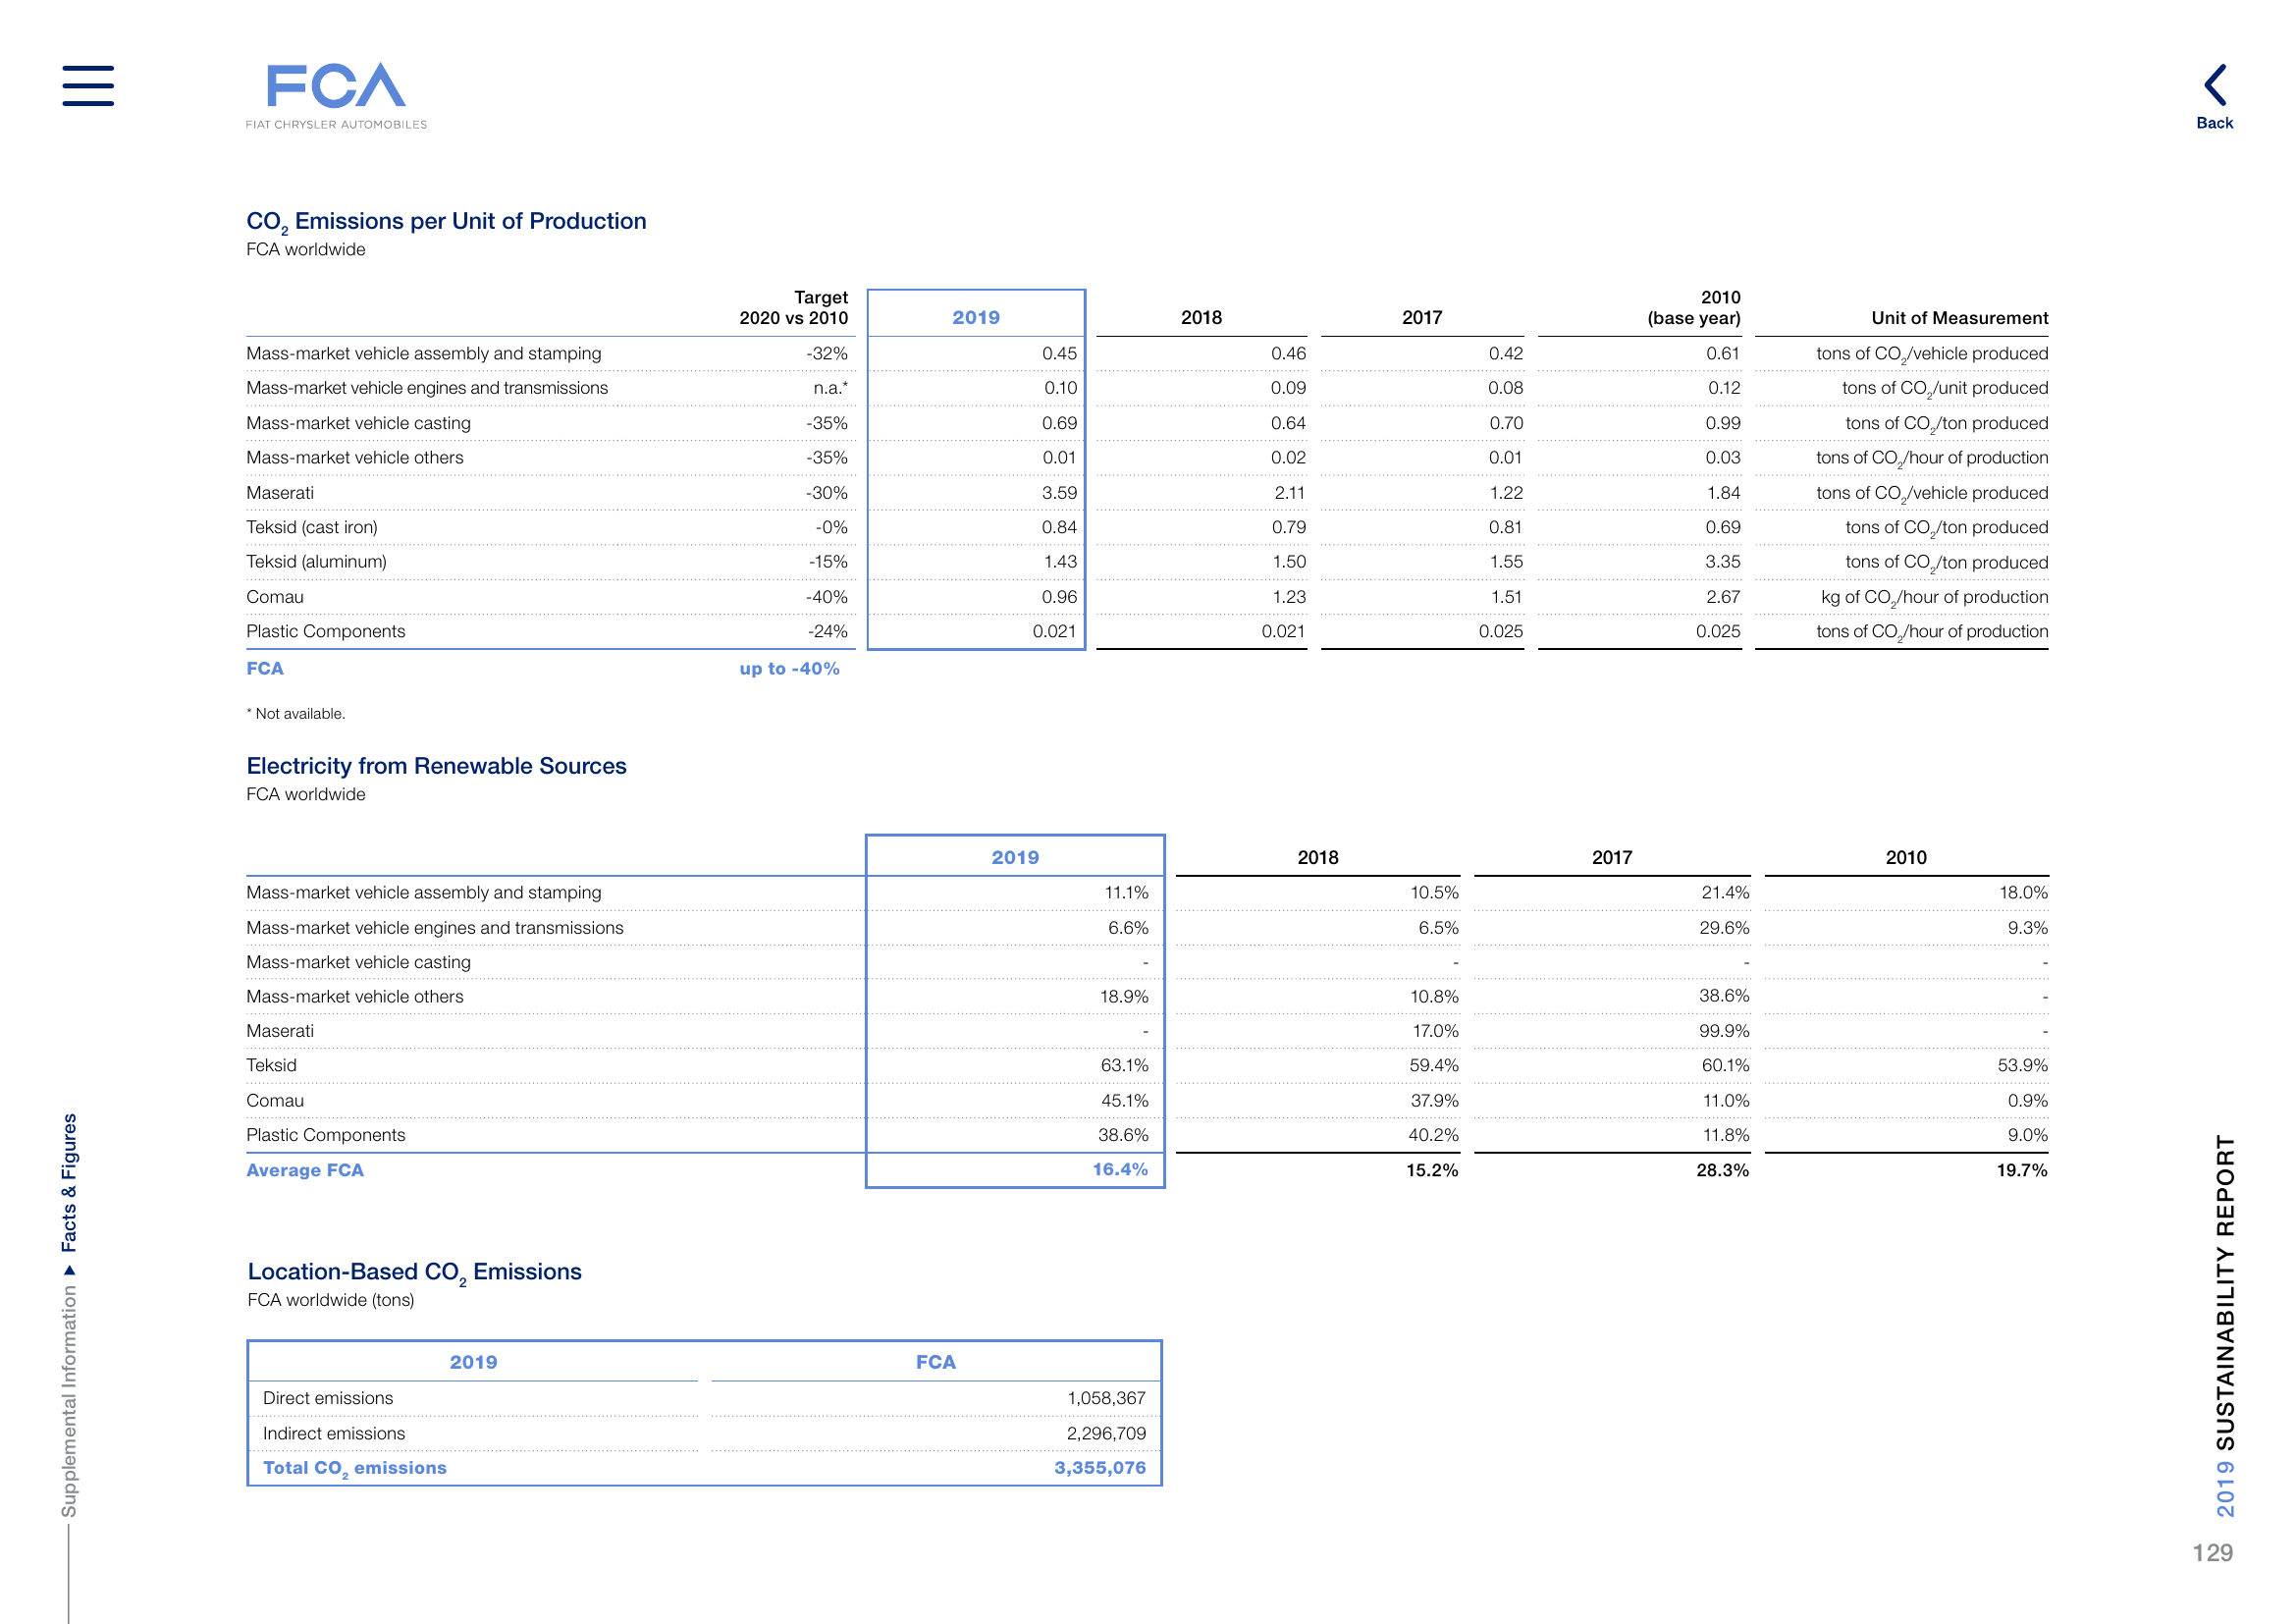 FCA
FIAT CHRYSLER AUTOMOBILES
Back
CO2 Emissions per Unit of Production
FCA worldwide
Target 2020 vs 2010 2019 2018 2017 2010 (base year) Unit of Measurement
Mass-market vehicle assembly and stamping -32% 0.45 0.46 0.42 0.61 tons of CO2/vehicle produced
Mass-market vehicle engines and transmissions n.a.* 0.10 0.09 0.08 0.12 tons of CO2/unit produced
Mass-market vehicle casting -35% 0.69 0.64 0.70 0.99 tons of CO2/ton produced
Mass-market vehicle others -35% 0.01 0.02 0.01 0.03 tons of CO2/hour of production
Maserati -30% 3.59 2.11 1.22 1.84 tons of CO2/vehicle produced
Teksid (cast iron) -0% 0.84 0.79 0.81 0.69 tons of CO2/ton produced
Teksid (aluminum) -15% 1.43 1.50 1.55 3.35 tons of CO2/ton produced
Comau -40% 0.96 1.23 1.51 2.67 kg of CO2/hour of production
Plastic Components -24% 0.021 0.021 0.025 0.025 tons of CO2/hour of production
FCA up to -40%
* Not available.
Electricity from Renewable Sources
FCA worldwide
2019 2018 2017 2010
Mass-market vehicle assembly and stamping 11.1% 10.5% 21.4% 18.0%
Mass-market vehicle engines and transmissions 6.6% 6.5% 29.6% 9.3%
Mass-market vehicle casting - - - -
Mass-market vehicle others 18.9% 10.8% 38.6% -
Maserati - 17.0% 99.9% -
Teksid 63.1% 59.4% 60.1% 53.9%
Comau 45.1% 37.9% 11.0% 0.9%
Plastic Components 38.6% 40.2% 11.8% 9.0%
Average FCA 16.4% 15.2% 28.3% 19.7%
Location-Based CO2 Emissions
FCA worldwide (tons)
2019 FCA
Direct emissions 1,058,367
Indirect emissions 2,296,709
Total CO2 emissions 3,355,076
Supplemental Information ▶ Facts & Figures
2019 SUSTAINABILITY REPORT
129